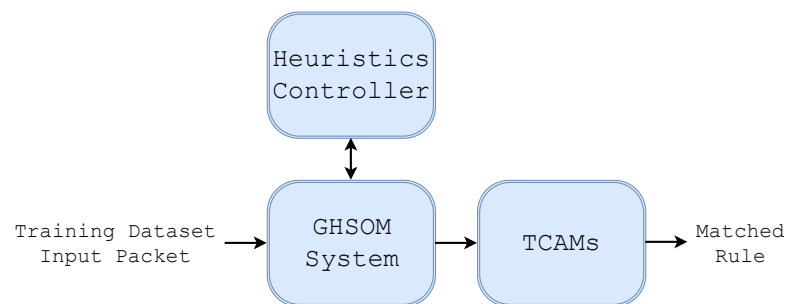 Heuristics
Controller
Training Dataset
Input Packet
GHSOM
System
TCAMs
Matched
Rule